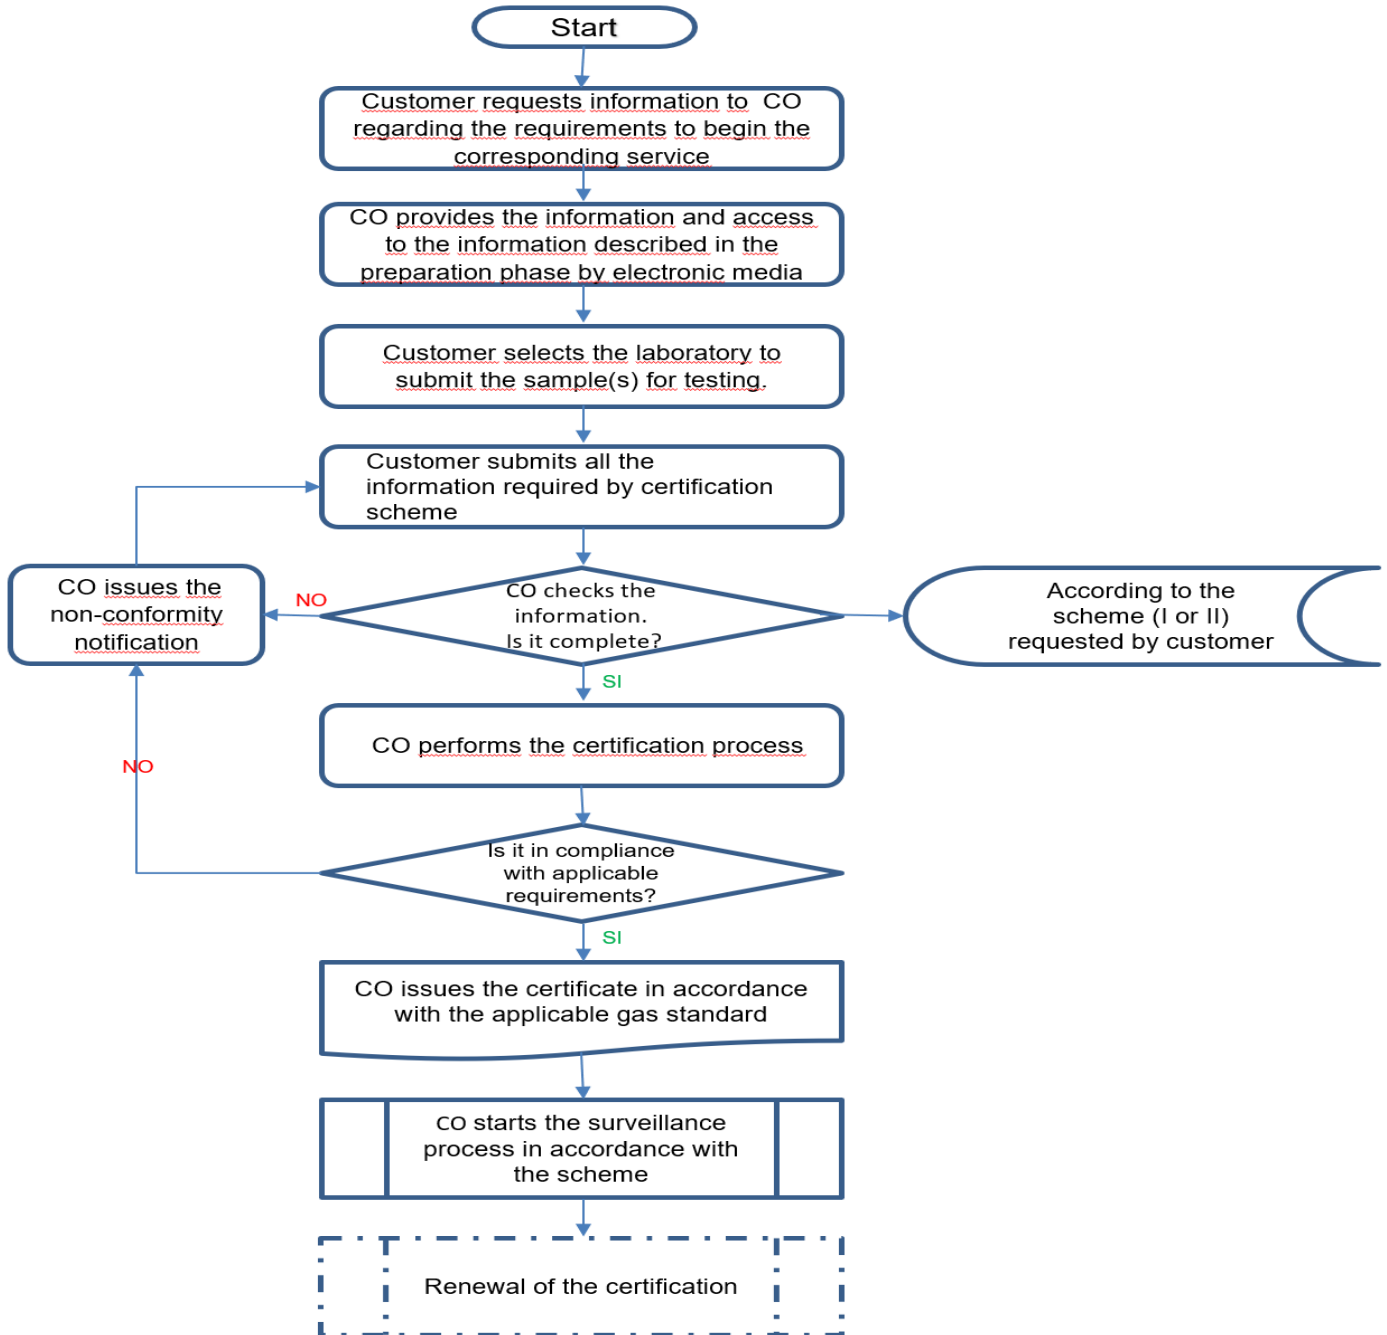 Start
Customer requests information to CO
regarding the requirements to begin the
corresponding service
CO provides the information and access
to the information described in the
preparation phase by electronic media
Customer selects the laboratory to
submit the sample(s) for testing.
Customer submits all the
information required by certification
scheme
CO issues the
non-conformity
notification
NO
CO checks the
information.
Is it complete?
According to the
scheme (I or II)
requested by customer
SI
CO performs the certification process
NO
Is it in compliance
with applicable
requirements?
SI
CO issues the certificate in accordance
with the applicable gas standard
CO starts the surveillance
process in accordance with
the scheme
Renewal of the certification